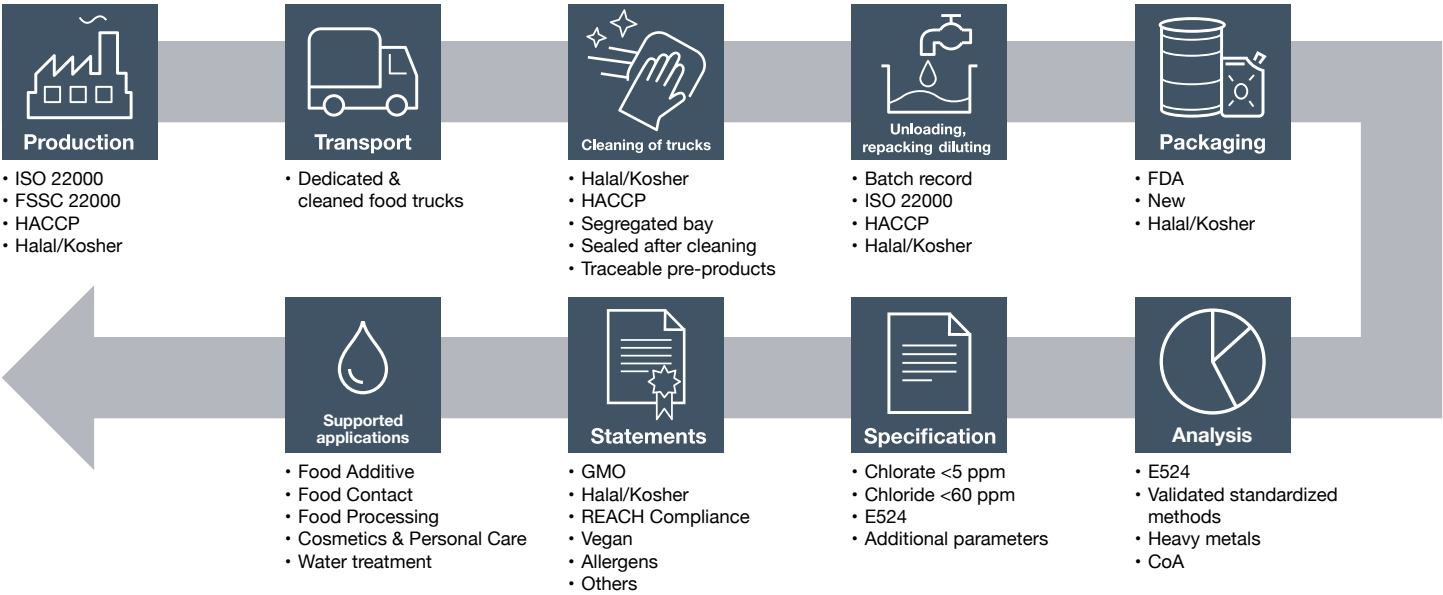 Production
• ISO 22000
• FSSC 22000
• HACCP
• Halal/Kosher
Transport
• Dedicated &
cleaned food trucks
Cleaning of trucks
• Halal/Kosher
• HACCP
• Segregated bay
• Sealed after cleaning
• Traceable pre-products
Unloading,
repacking diluting
• Batch record
• ISO 22000
• HACCP
• Halal/Kosher
Packaging
• FDA
• New
• Halal/Kosher
Analysis
• E524
• Validated standardized
methods
• Heavy metals
• CoA
Specification
• Chlorate <5 ppm
• Chloride <60 ppm
• E524
• Additional parameters
Statements
• GMO
• Halal/Kosher
• REACH Compliance
• Vegan
• Allergens
• Others
Supported
applications
• Food Additive
• Food Contact
• Food Processing
• Cosmetics & Personal Care
• Water treatment